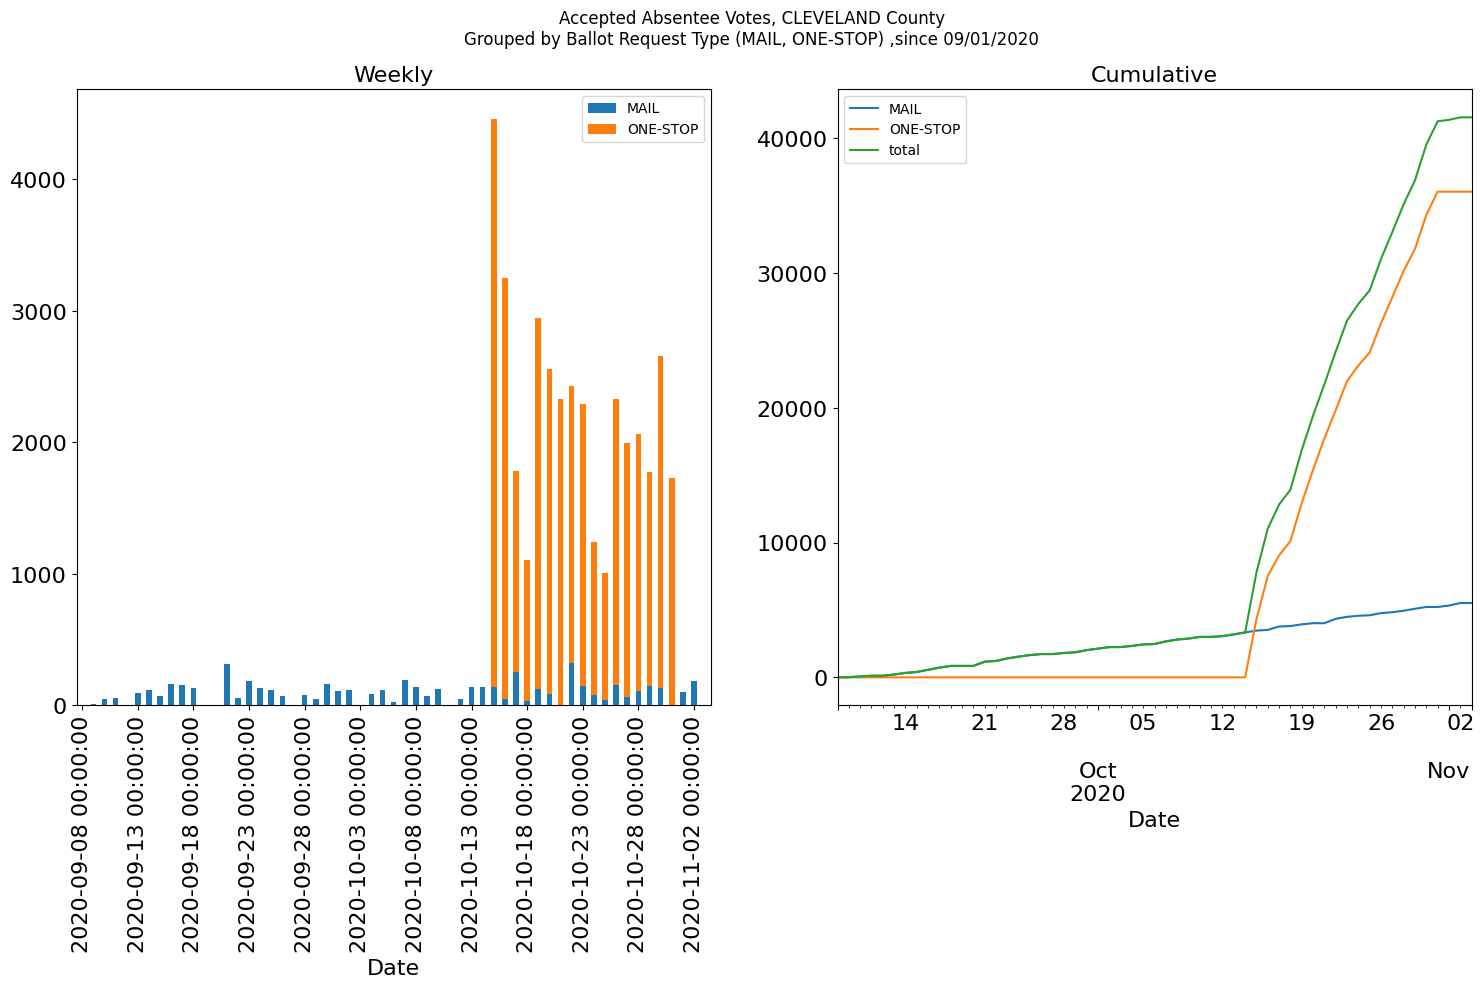 Accepted Absentee Votes, CLEVELAND County
Grouped by Ballot Request Type (MAIL, ONE-STOP) ,since 09/01/2020
Weekly
MAIL
ONE-STOP
4000
3000
2000
1000
0
2020-09-08 00:00:00
2020-09-13 00:00:00
2020-09-18 00:00:00
2020-09-23 00:00:00
2020-09-28 00:00:00
2020-10-03 00:00:00
2020-10-08 00:00:00
2020-10-13 00:00:00
2020-10-18 00:00:00
2020-10-23 00:00:00
2020-10-28 00:00:00
2020-11-02 00:00:00
Date
Cumulative
MAIL
ONE-STOP
total
40000
30000
20000
10000
0
14 21 28 05 12 19 26 02
Oct Nov
2020
Date